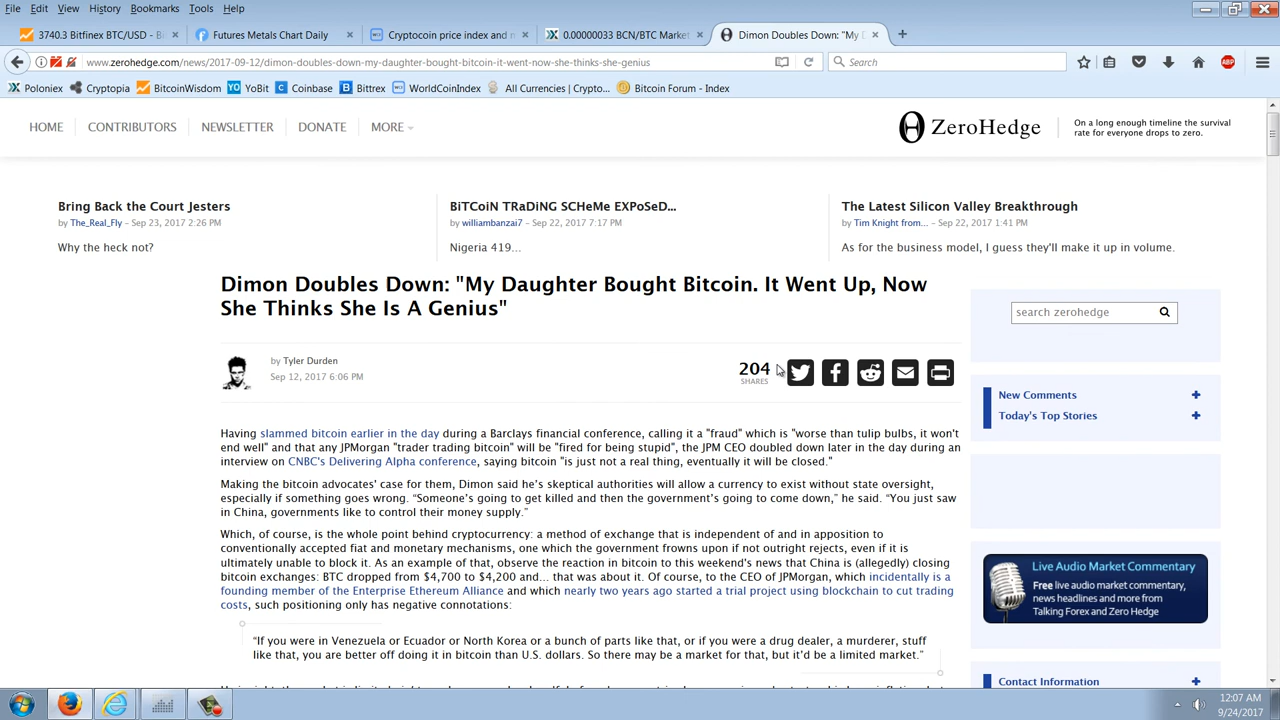 File Edit View History Bookmarks Tools Help
3740.3 Bitfinex BTC/USD - Bi
Futures Metals Chart Daily
Cryptocoin price index and m
0.00000033 BCN/BTC Market
Dimon Doubles Down: "My D
www.zerohedge.com/news/2017-09-12/dimon-doubles-down-my-daughter-bought-bitcoin-it-went-now-she-thinks-she-genius
Search
Poloniex Cryptopia BitcoinWisdom YoBit Coinbase Bittrex WorldCoinIndex All Currencies | Crypto... Bitcoin Forum - Index
HOME CONTRIBUTORS NEWSLETTER DONATE MORE
ZeroHedge
On a long enough timeline the survival
rate for everyone drops to zero.
Bring Back the Court Jesters
by The_Real_Fly - Sep 23, 2017 2:26 PM
Why the heck not?
BiTCoiN TRaDiNG SCHeMe EXPoSeD...
by williambanzai7 - Sep 22, 2017 7:17 PM
Nigeria 419...
The Latest Silicon Valley Breakthrough
by Tim Knight from... - Sep 22, 2017 1:41 PM
As for the business model, I guess they'll make it up in volume.
Dimon Doubles Down: "My Daughter Bought Bitcoin. It Went Up, Now
She Thinks She Is A Genius"
by Tyler Durden
Sep 12, 2017 6:06 PM
204
SHARES
Having slammed bitcoin earlier in the day during a Barclays financial conference, calling it a "fraud" which is "worse than tulip bulbs, it won't
end well" and that any JPMorgan "trader trading bitcoin" will be "fired for being stupid", the JPM CEO doubled down later in the day during an
interview on CNBC's Delivering Alpha conference, saying bitcoin "is just not a real thing, eventually it will be closed."
Making the bitcoin advocates' case for them, Dimon said he's skeptical authorities will allow a currency to exist without state oversight,
especially if something goes wrong. “Someone’s going to get killed and then the government’s going to come down,” he said. “You just saw
in China, governments like to control their money supply.”
Which, of course, is the whole point behind cryptocurrency: a method of exchange that is independent of and in apposition to
conventionally accepted fiat and monetary mechanisms, one which the government frowns upon if not outright rejects, even if it is
ultimately unable to block it. As an example of that, observe the reaction in bitcoin to this weekend's news that China is (allegedly) closing
bitcoin exchanges: BTC dropped from $4,700 to $4,200 and... that was about it. Of course, to the CEO of JPMorgan, which incidentally is a
founding member of the Enterprise Ethereum Alliance and which nearly two years ago started a trial project using blockchain to cut trading
costs, such positioning only has negative connotations:
“If you were in Venezuela or Ecuador or North Korea or a bunch of parts like that, or if you were a drug dealer, a murderer, stuff
like that, you are better off doing it in bitcoin than U.S. dollars. So there may be a market for that, but it’d be a limited market.”
search zerohedge
New Comments
Today's Top Stories
Live Audio Market Commentary
Free live audio market commentary,
news headlines and more from
Talking Forex and Zero Hedge
Contact Information
12:07 AM
9/24/2017